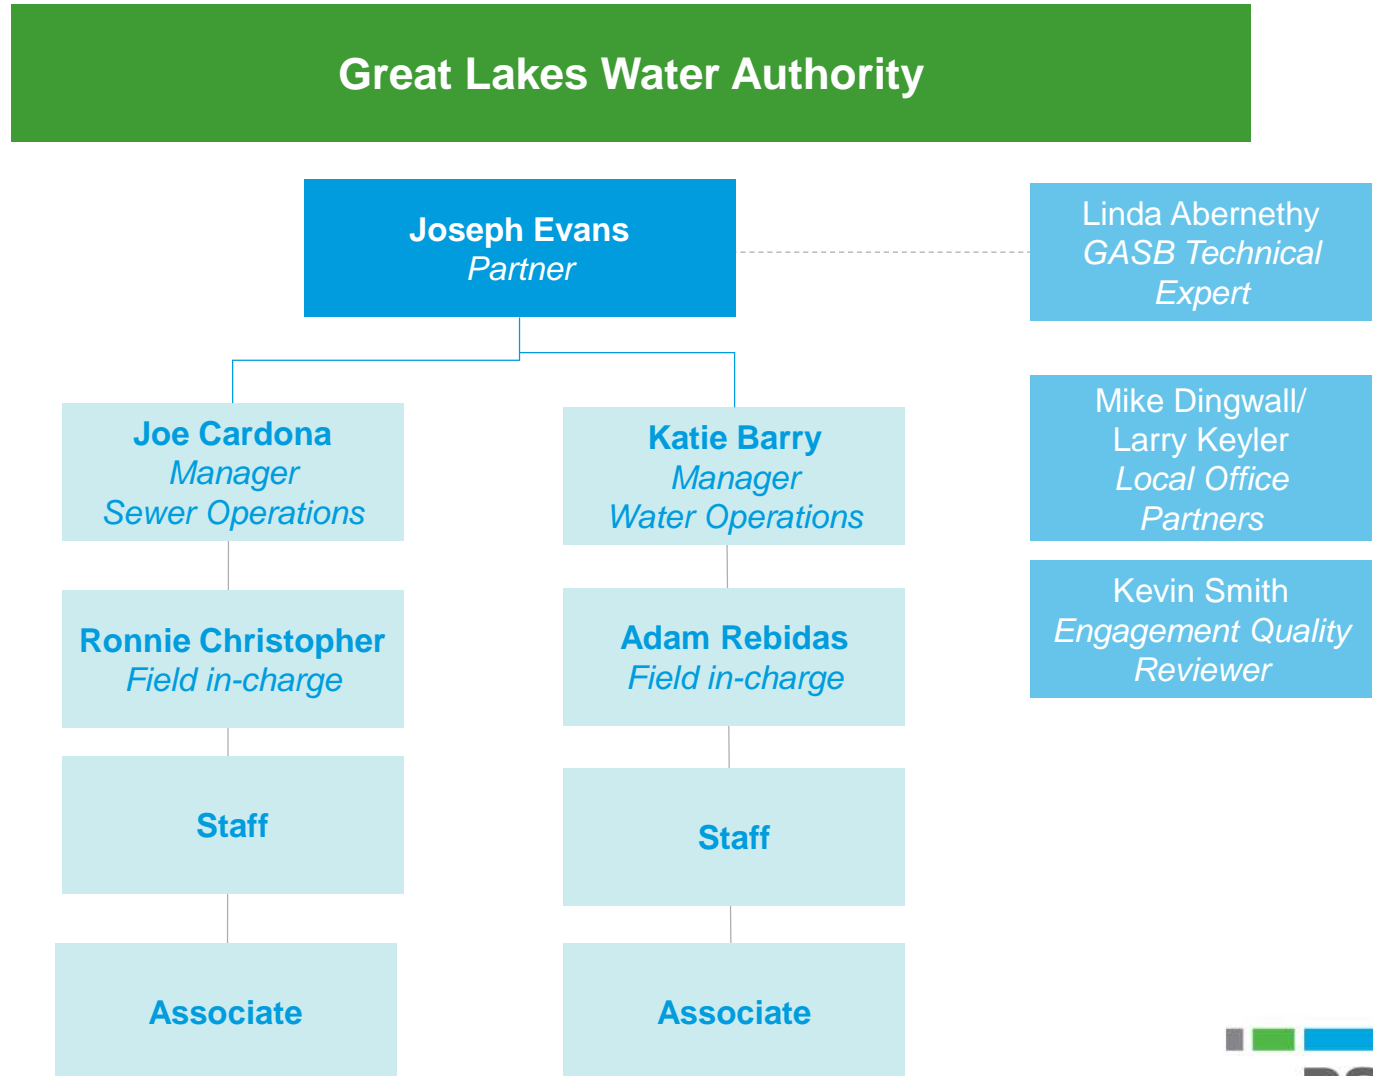 Great Lakes Water Authority
Joseph Evans
Partner
Linda Abernethy
GASB Technical
Expert
Joe Cardona
Manager
Sewer Operations
Katie Barry
Manager
Water Operations
Mike Dingwall/
Larry Keyler
Local Office
Partners
Ronnie Christopher
Field in-charge
Adam Rebidas
Field in-charge
Kevin Smith
Engagement Quality
Reviewer
Staff
Staff
Associate
Associate